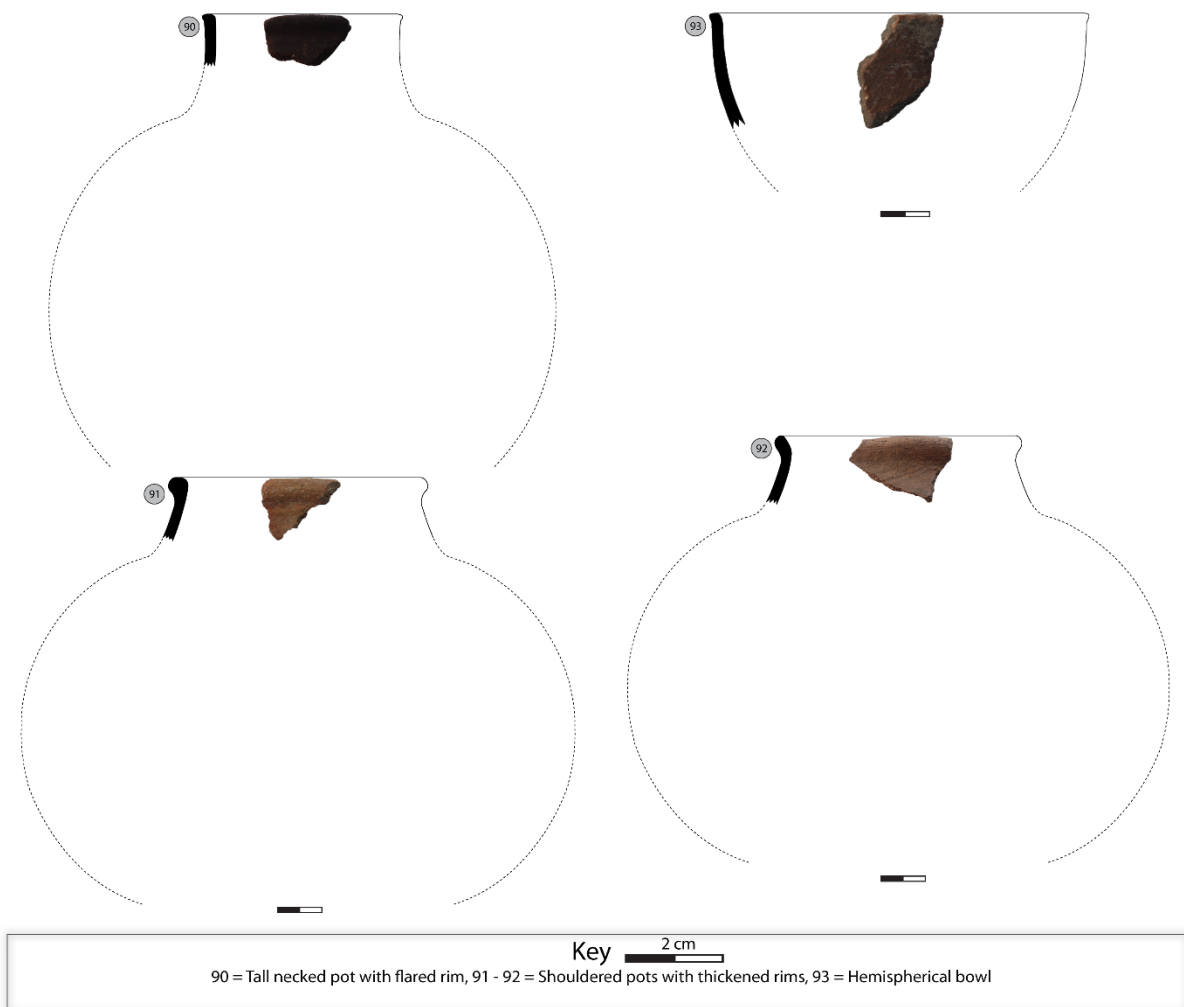 90
93
92
91
Key 2 cm
90 = Tall necked pot with flared rim, 91 - 92 = Shouldered pots with thickened rims, 93 = Hemispherical bowl